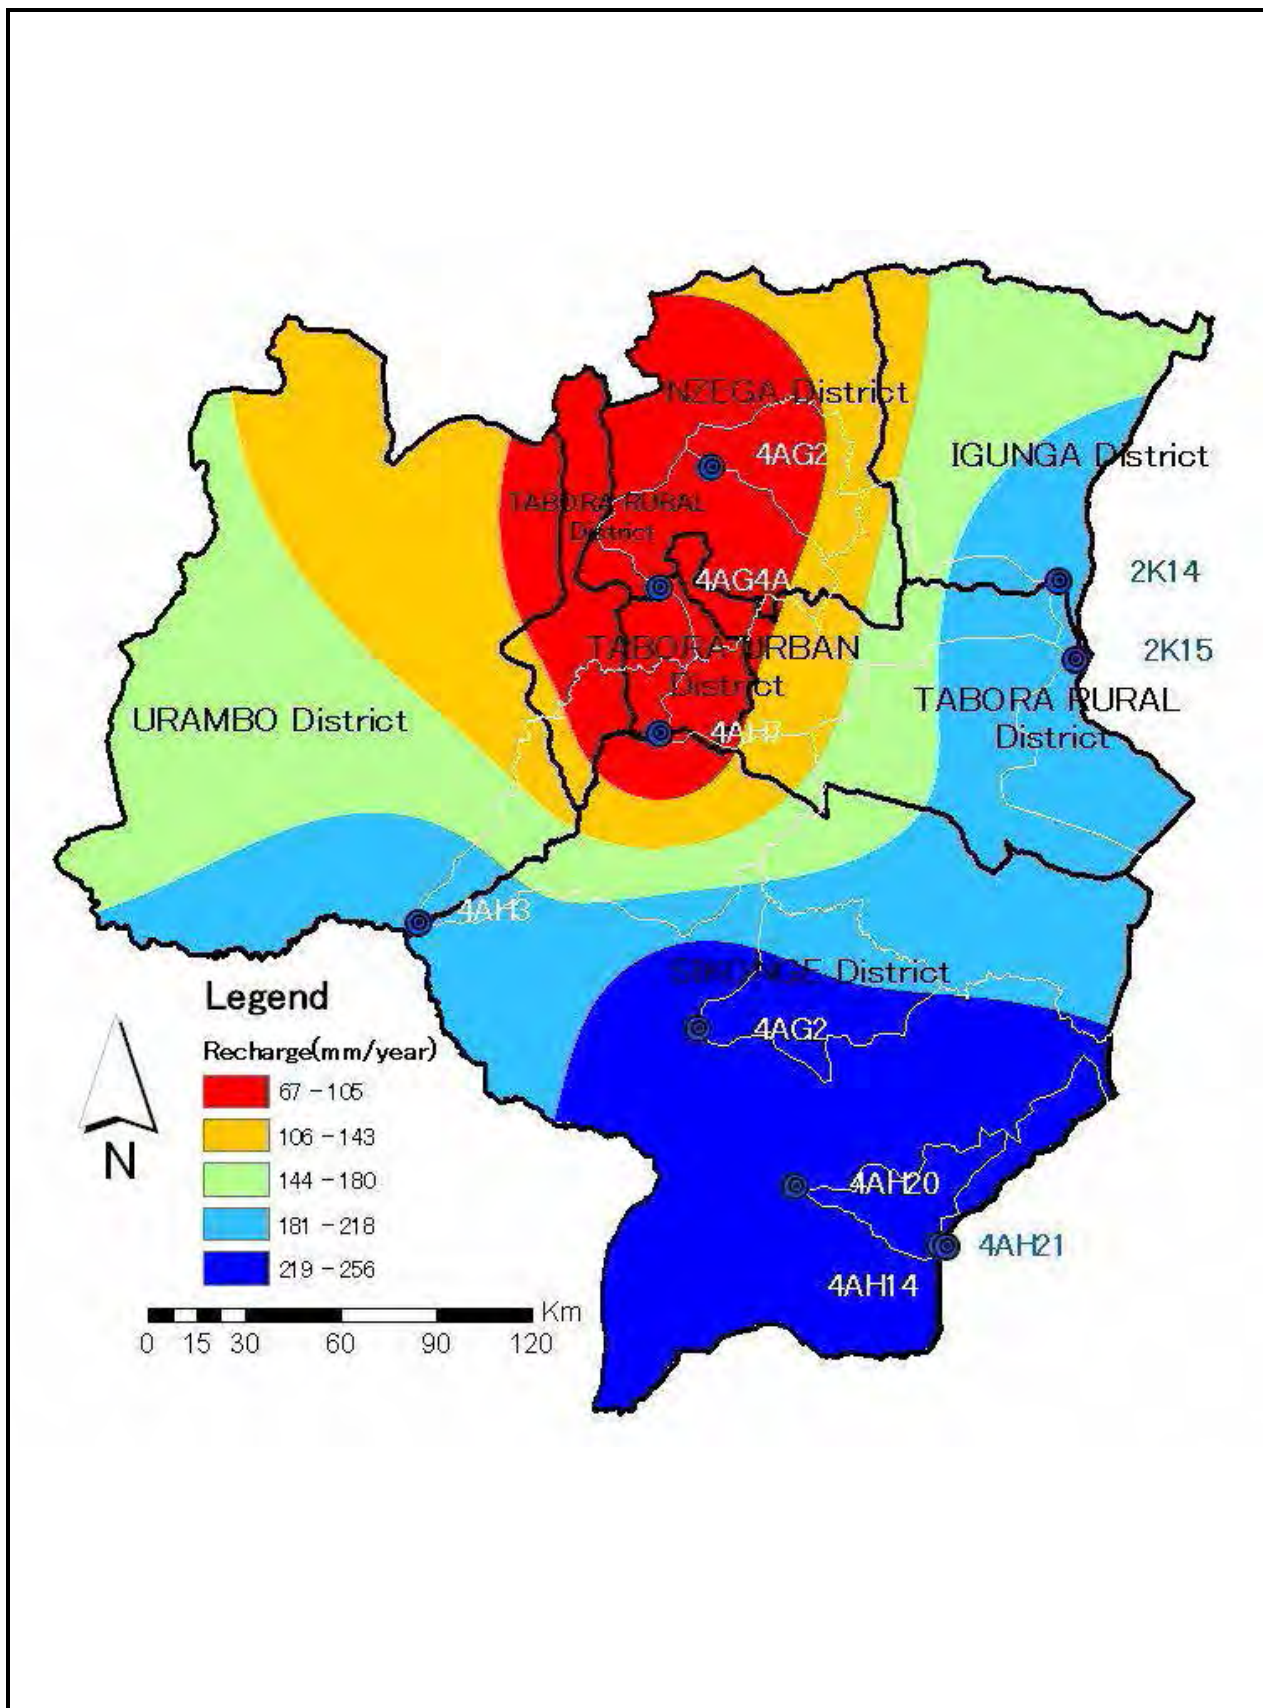 NZEGA District
4AG2
IGUNGA District
TABORA RURAL
District
4AG4A
2K14
TABORA URBAN
District
2K15
URAMBO District
TABORA RURAL
District
4AH7
4AH3
SIKONGE District
4AG2
Legend
Recharge(mm/year)
67 - 105
106 - 143
144 - 180
181 - 218
219 - 256
N
4AH20
4AH21
4AH14
Km
0 15 30 60 90 120